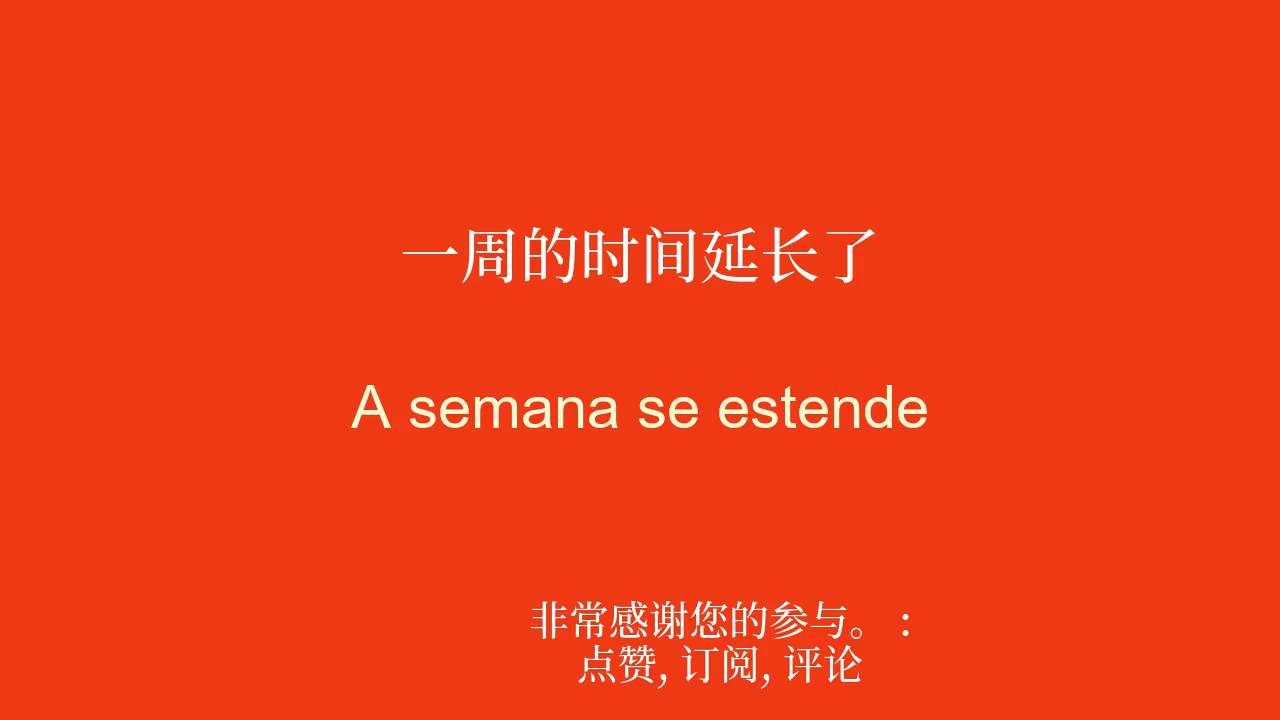 一周的时间延长了
A semana se estende
非常感谢您的参与。 :
点赞, 订阅, 评论